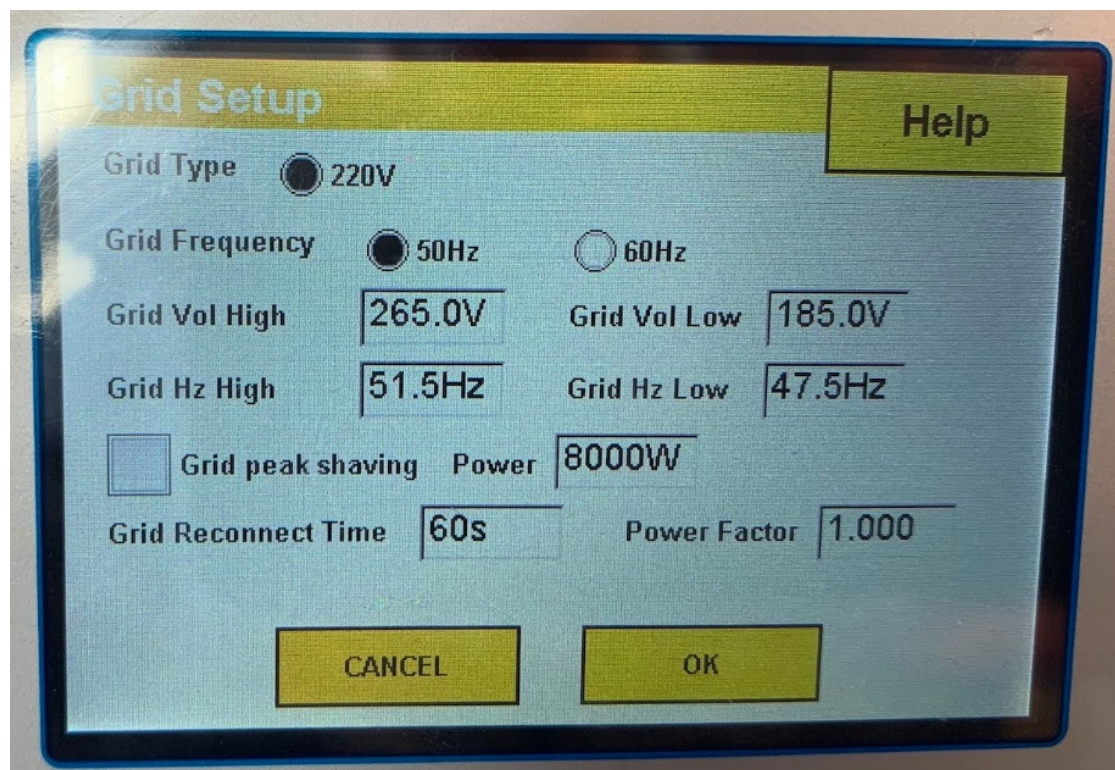 Grid Setup
Help
Grid Type 220V
Grid Frequency 50Hz 60Hz
Grid Vol High 265.0V Grid Vol Low 185.0V
Grid Hz High 51.5Hz Grid Hz Low 47.5Hz
Grid peak shaving Power 8000W
Grid Reconnect Time 60s Power Factor 1.000
CANCEL OK